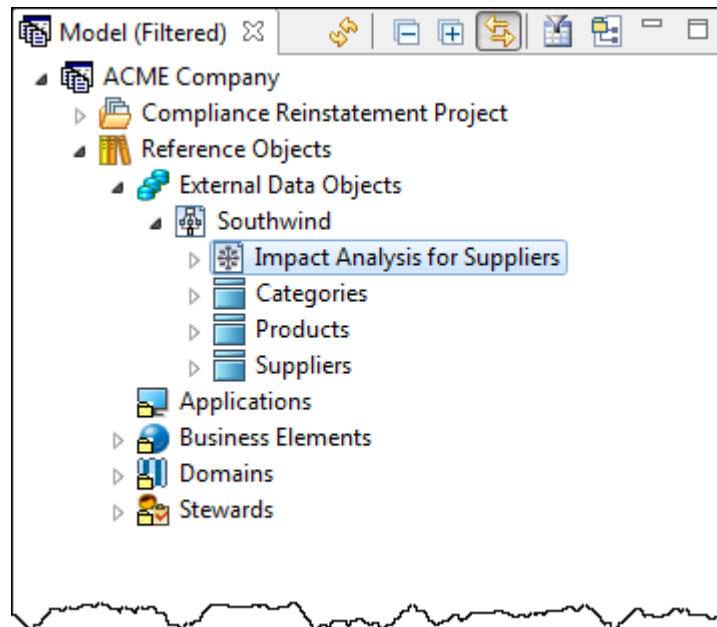 Model (Filtered)
ACME Company
Compliance Reinstatement Project
Reference Objects
External Data Objects
Southwind
Impact Analysis for Suppliers
Categories
Products
Suppliers
Applications
Business Elements
Domains
Stewards